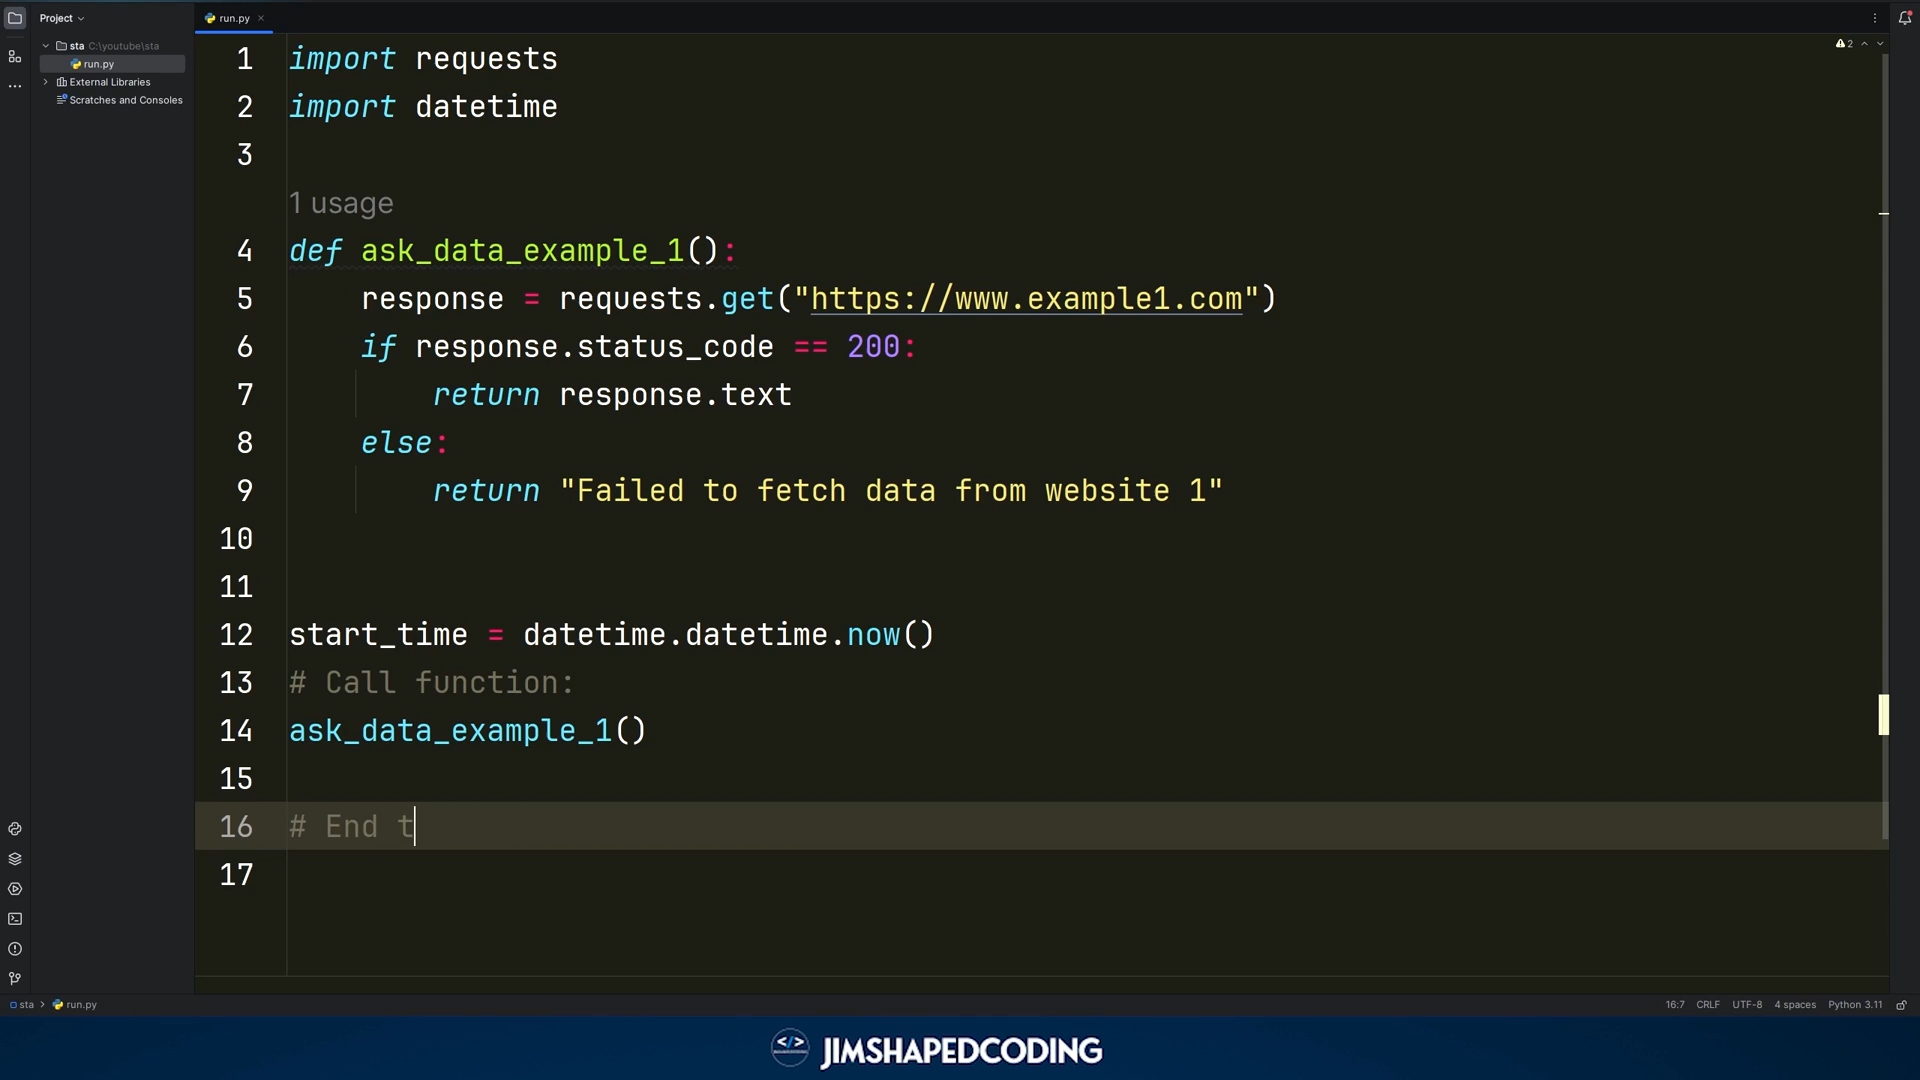 Project
run.py
sta C:\youtube\sta
run.py
External Libraries
Scratches and Consoles
2
1 import requests
2 import datetime
3
1 usage
4 def ask_data_example_1():
5     response = requests.get("https://www.example1.com")
6     if response.status_code == 200:
7         return response.text
8     else:
9         return "Failed to fetch data from website 1"
10
11
12 start_time = datetime.datetime.now()
13 # Call function:
14 ask_data_example_1()
15
16 # End t
17
sta > run.py
16:7 CRLF UTF-8 4 spaces Python 3.11
</> JIMSHAPEDCODING